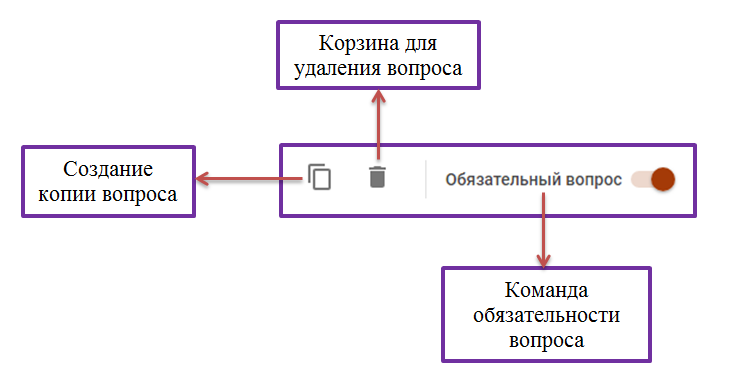 Корзина для
удаления вопроса
Создание
копии вопроса
Обязательный вопрос
Команда
обязательности
вопроса